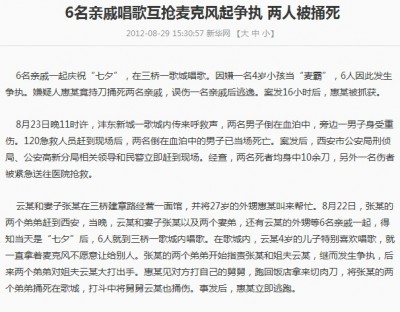 6名亲戚唱歌互抢麦克风起争执 两人被捅死
2012-08-29 15:30:57 新华网 【大 中 小】
6名亲戚一起庆祝“七夕”，在三桥一歌城唱歌。因嫌一名4岁小孩当“麦霸”，6人因此发生
争执。嫌疑人惠某竟持刀捅死两名亲戚，误伤一名亲戚后逃逸。案发16小时后，惠某被抓获。
8月23日晚11时许，沣东新城一歌城内传来呼救声，两名男子倒在血泊中，旁边一男子身受重
伤。120急救人员赶到现场后，两名倒在血泊中的男子已当场死亡。案发后，西安市公安局刑侦
局、公安高新分局相关领导和民警立即赶到现场。经查，两名死者均身中10余刀，另外一名伤者
被紧急送往医院抢救。
云某和妻子张某在三桥建章路经营一面馆，并将27岁的外甥惠某叫来帮忙。8月22日，张某的
两个弟弟赶到西安，当晚，云某和妻子张某以及两个妻弟，还有云某的外甥等6名亲戚一起，得
知当天是“七夕”后，6人就到三桥一歌城内唱歌。在歌城内，云某4岁的儿子特别喜欢唱歌，就
一直拿着麦克风不愿意让给别人。张某的两个弟弟开始指责张某和姐夫云某，继而发生争执，后
来两个弟弟对姐夫云某大打出手。惠某见对方打自己的舅舅，跑回饭店拿来切肉刀，将张某的两
个弟弟捅死在歌城，打斗中将舅舅云某也捅伤。事发后，惠某立即逃跑。